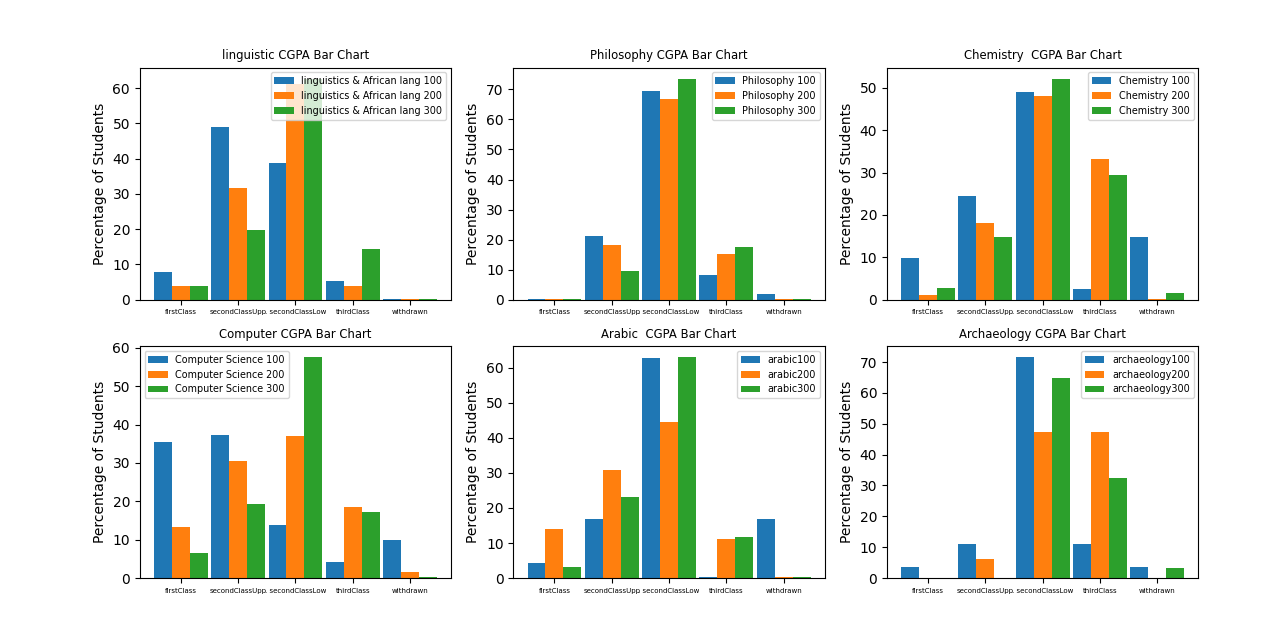 linguistic CGPA Bar Chart
Percentage of Students
60
50
40
30
20
10
0
linguistics & African lang 100
linguistics & African lang 200
linguistics & African lang 300
firstClass secondClassUpp. secondClassLow thirdClass withdrawn
Philosophy CGPA Bar Chart
Percentage of Students
70
60
50
40
30
20
10
0
Philosophy 100
Philosophy 200
Philosophy 300
firstClass secondClassUpp. secondClassLow thirdClass withdrawn
Chemistry CGPA Bar Chart
Percentage of Students
50
40
30
20
10
0
Chemistry 100
Chemistry 200
Chemistry 300
firstClass secondClassUpp. secondClassLow thirdClass withdrawn
Computer CGPA Bar Chart
Percentage of Students
60
50
40
30
20
10
0
Computer Science 100
Computer Science 200
Computer Science 300
firstClass secondClassUpp. secondClassLow thirdClass withdrawn
Arabic CGPA Bar Chart
Percentage of Students
60
50
40
30
20
10
0
arabic100
arabic200
arabic300
firstClass secondClassUpp. secondClassLow thirdClass withdrawn
Archaeology CGPA Bar Chart
Percentage of Students
70
60
50
40
30
20
10
0
archaeology100
archaeology200
archaeology300
firstClass secondClassUpp. secondClassLow thirdClass withdrawn